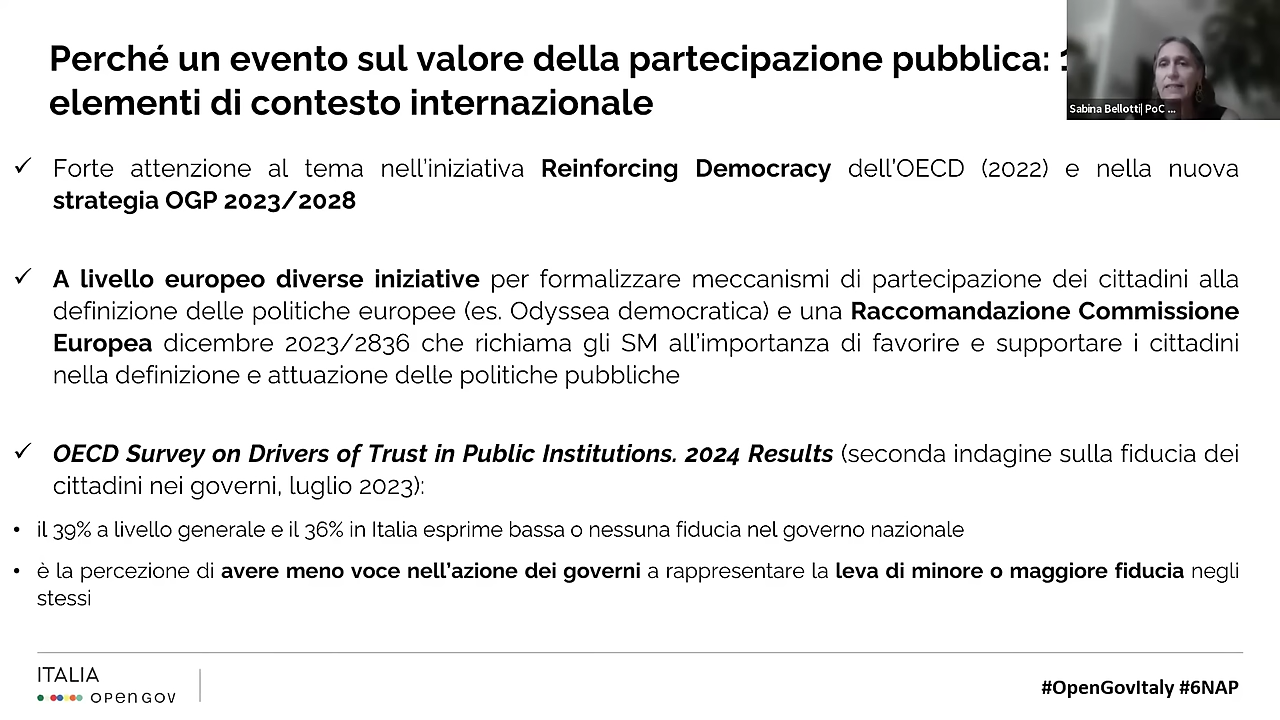 Perché un evento sul valore della partecipazione pubblica:
elementi di contesto internazionale
Sabina Bellotti| PoC ...
✓ Forte attenzione al tema nell'iniziativa Reinforcing Democracy dell'OECD (2022) e nella nuova
strategia OGP 2023/2028
✓ A livello europeo diverse iniziative per formalizzare meccanismi di partecipazione dei cittadini alla
definizione delle politiche europee (es. Odyssea democratica) e una Raccomandazione Commissione
Europea dicembre 2023/2836 che richiama gli SM all'importanza di favorire e supportare i cittadini
nella definizione e attuazione delle politiche pubbliche
✓ OECD Survey on Drivers of Trust in Public Institutions. 2024 Results (seconda indagine sulla fiducia dei
cittadini nei governi, luglio 2023):
• il 39% a livello generale e il 36% in Italia esprime bassa o nessuna fiducia nel governo nazionale
• è la percezione di avere meno voce nell'azione dei governi a rappresentare la leva di minore o maggiore fiducia negli
stessi
ITALIA
OPEN GOV
#OpenGovItaly #6NAP